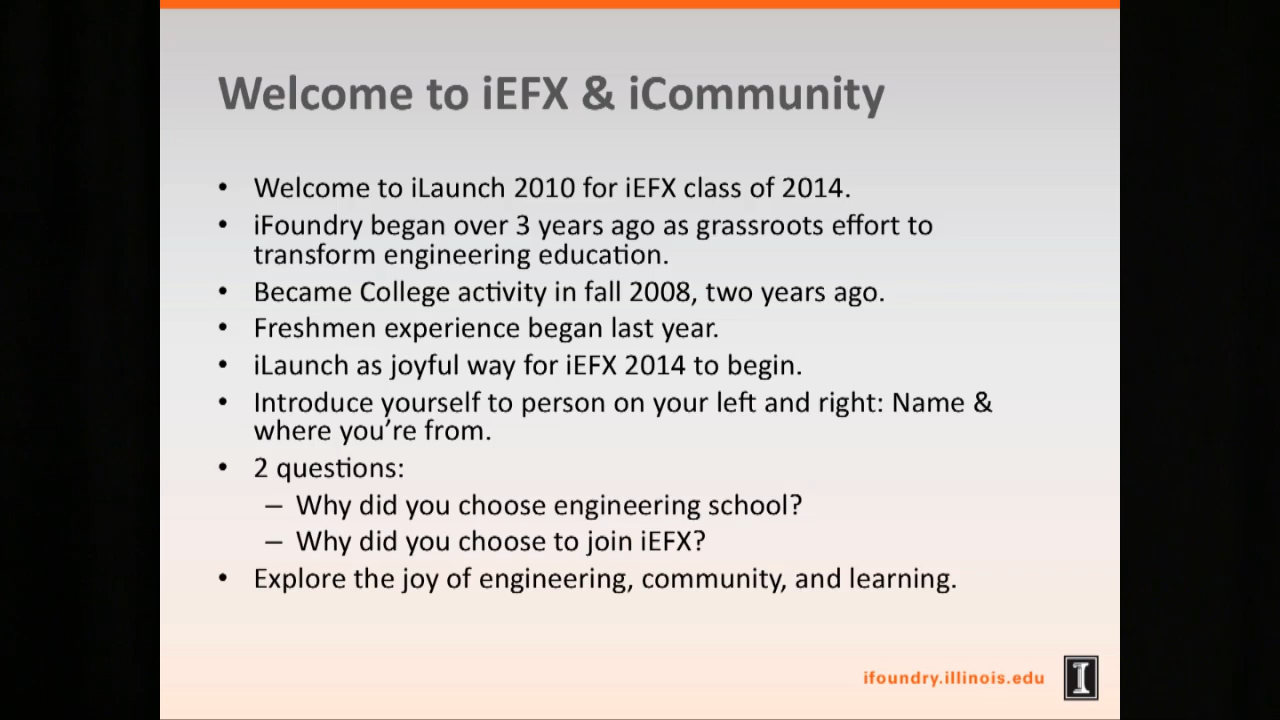 Welcome to iEFX & iCommunity
• Welcome to iLaunch 2010 for iEFX class of 2014.
• iFoundry began over 3 years ago as grassroots effort to
transform engineering education.
• Became College activity in fall 2008, two years ago.
• Freshmen experience began last year.
• iLaunch as joyful way for iEFX 2014 to begin.
• Introduce yourself to person on your left and right: Name &
where you’re from.
• 2 questions:
– Why did you choose engineering school?
– Why did you choose to join iEFX?
• Explore the joy of engineering, community, and learning.
ifoundry.illinois.edu
I